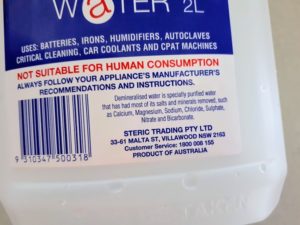 WATER 2L
USES: BATTERIES, IRONS, HUMIDIFIERS, AUTOCLAVES
CRITICAL CLEANING, CAR COOLANTS AND CPAT MACHINES
NOT SUITABLE FOR HUMAN CONSUMPTION
ALWAYS FOLLOW YOUR APPLIANCE'S MANUFACTURER'S
RECOMMENDATIONS AND INSTRUCTIONS.
Demineralised water is specially purified water
that has had most of its salts and minerals removed, such
as Calcium, Magnesium, Sodium, Chloride, Sulphate,
Nitrate and Bicarbonate.
STERIC TRADING PTY LTD
33-61 MALTA ST, VILLAWOOD NSW 2163
Customer Service: 1800 008 155
PRODUCT OF AUSTRALIA
9 310347 500318